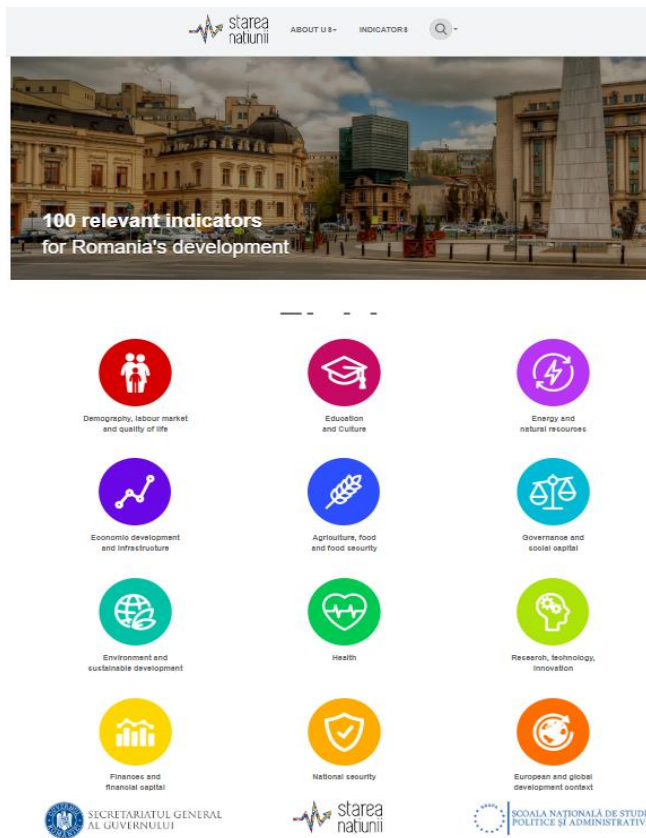 starea
natiunii
ABOUT US
INDICATORS
100 relevant indicators
for Romania's development
Demography, labour market
and quality of life
Education
and Culture
Energy and
natural resources
Economic development
and infrastructure
Agriculture, food
and food security
Governance and
social capital
Environment and
sustainable development
Health
Research, technology,
innovation
Finances and
financial capital
National security
European and global
development context
SECRETARIATUL GENERAL
AL GUVERNULUI
starea
natiunii
ȘCOALA NAȚIONALĂ DE STUDI
POLITICE ȘI ADMINISTRATIV